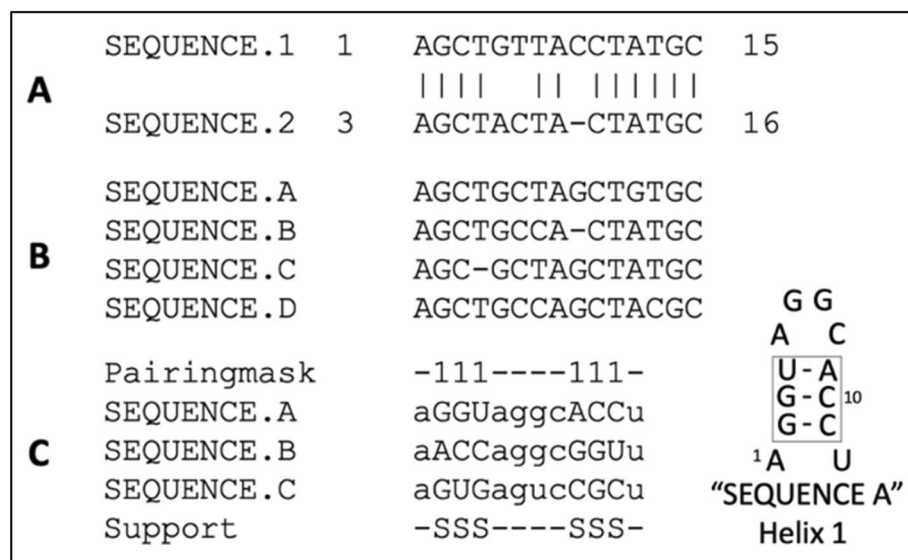 A
SEQUENCE.1 1 AGCTGTTACCTATGC 15
|||| || ||||||
SEQUENCE.2 3 AGCTACTA-CTATGC 16
B
SEQUENCE.A AGCTGCTAGCTGTGC
SEQUENCE.B AGCTGCCA-CTATGC
SEQUENCE.C AGC-GCTAGCTATGC
SEQUENCE.D AGCTGCCAGCTACGC
C
Pairingmask -111----111-
SEQUENCE.A aGGUaggcACCu
SEQUENCE.B aACCaggcGGUu
SEQUENCE.C aGUGagucCGCu
Support -SSS----SSS-
G G
A C
U - A
G - C 10
G - C
1 A U
"SEQUENCE A"
Helix 1